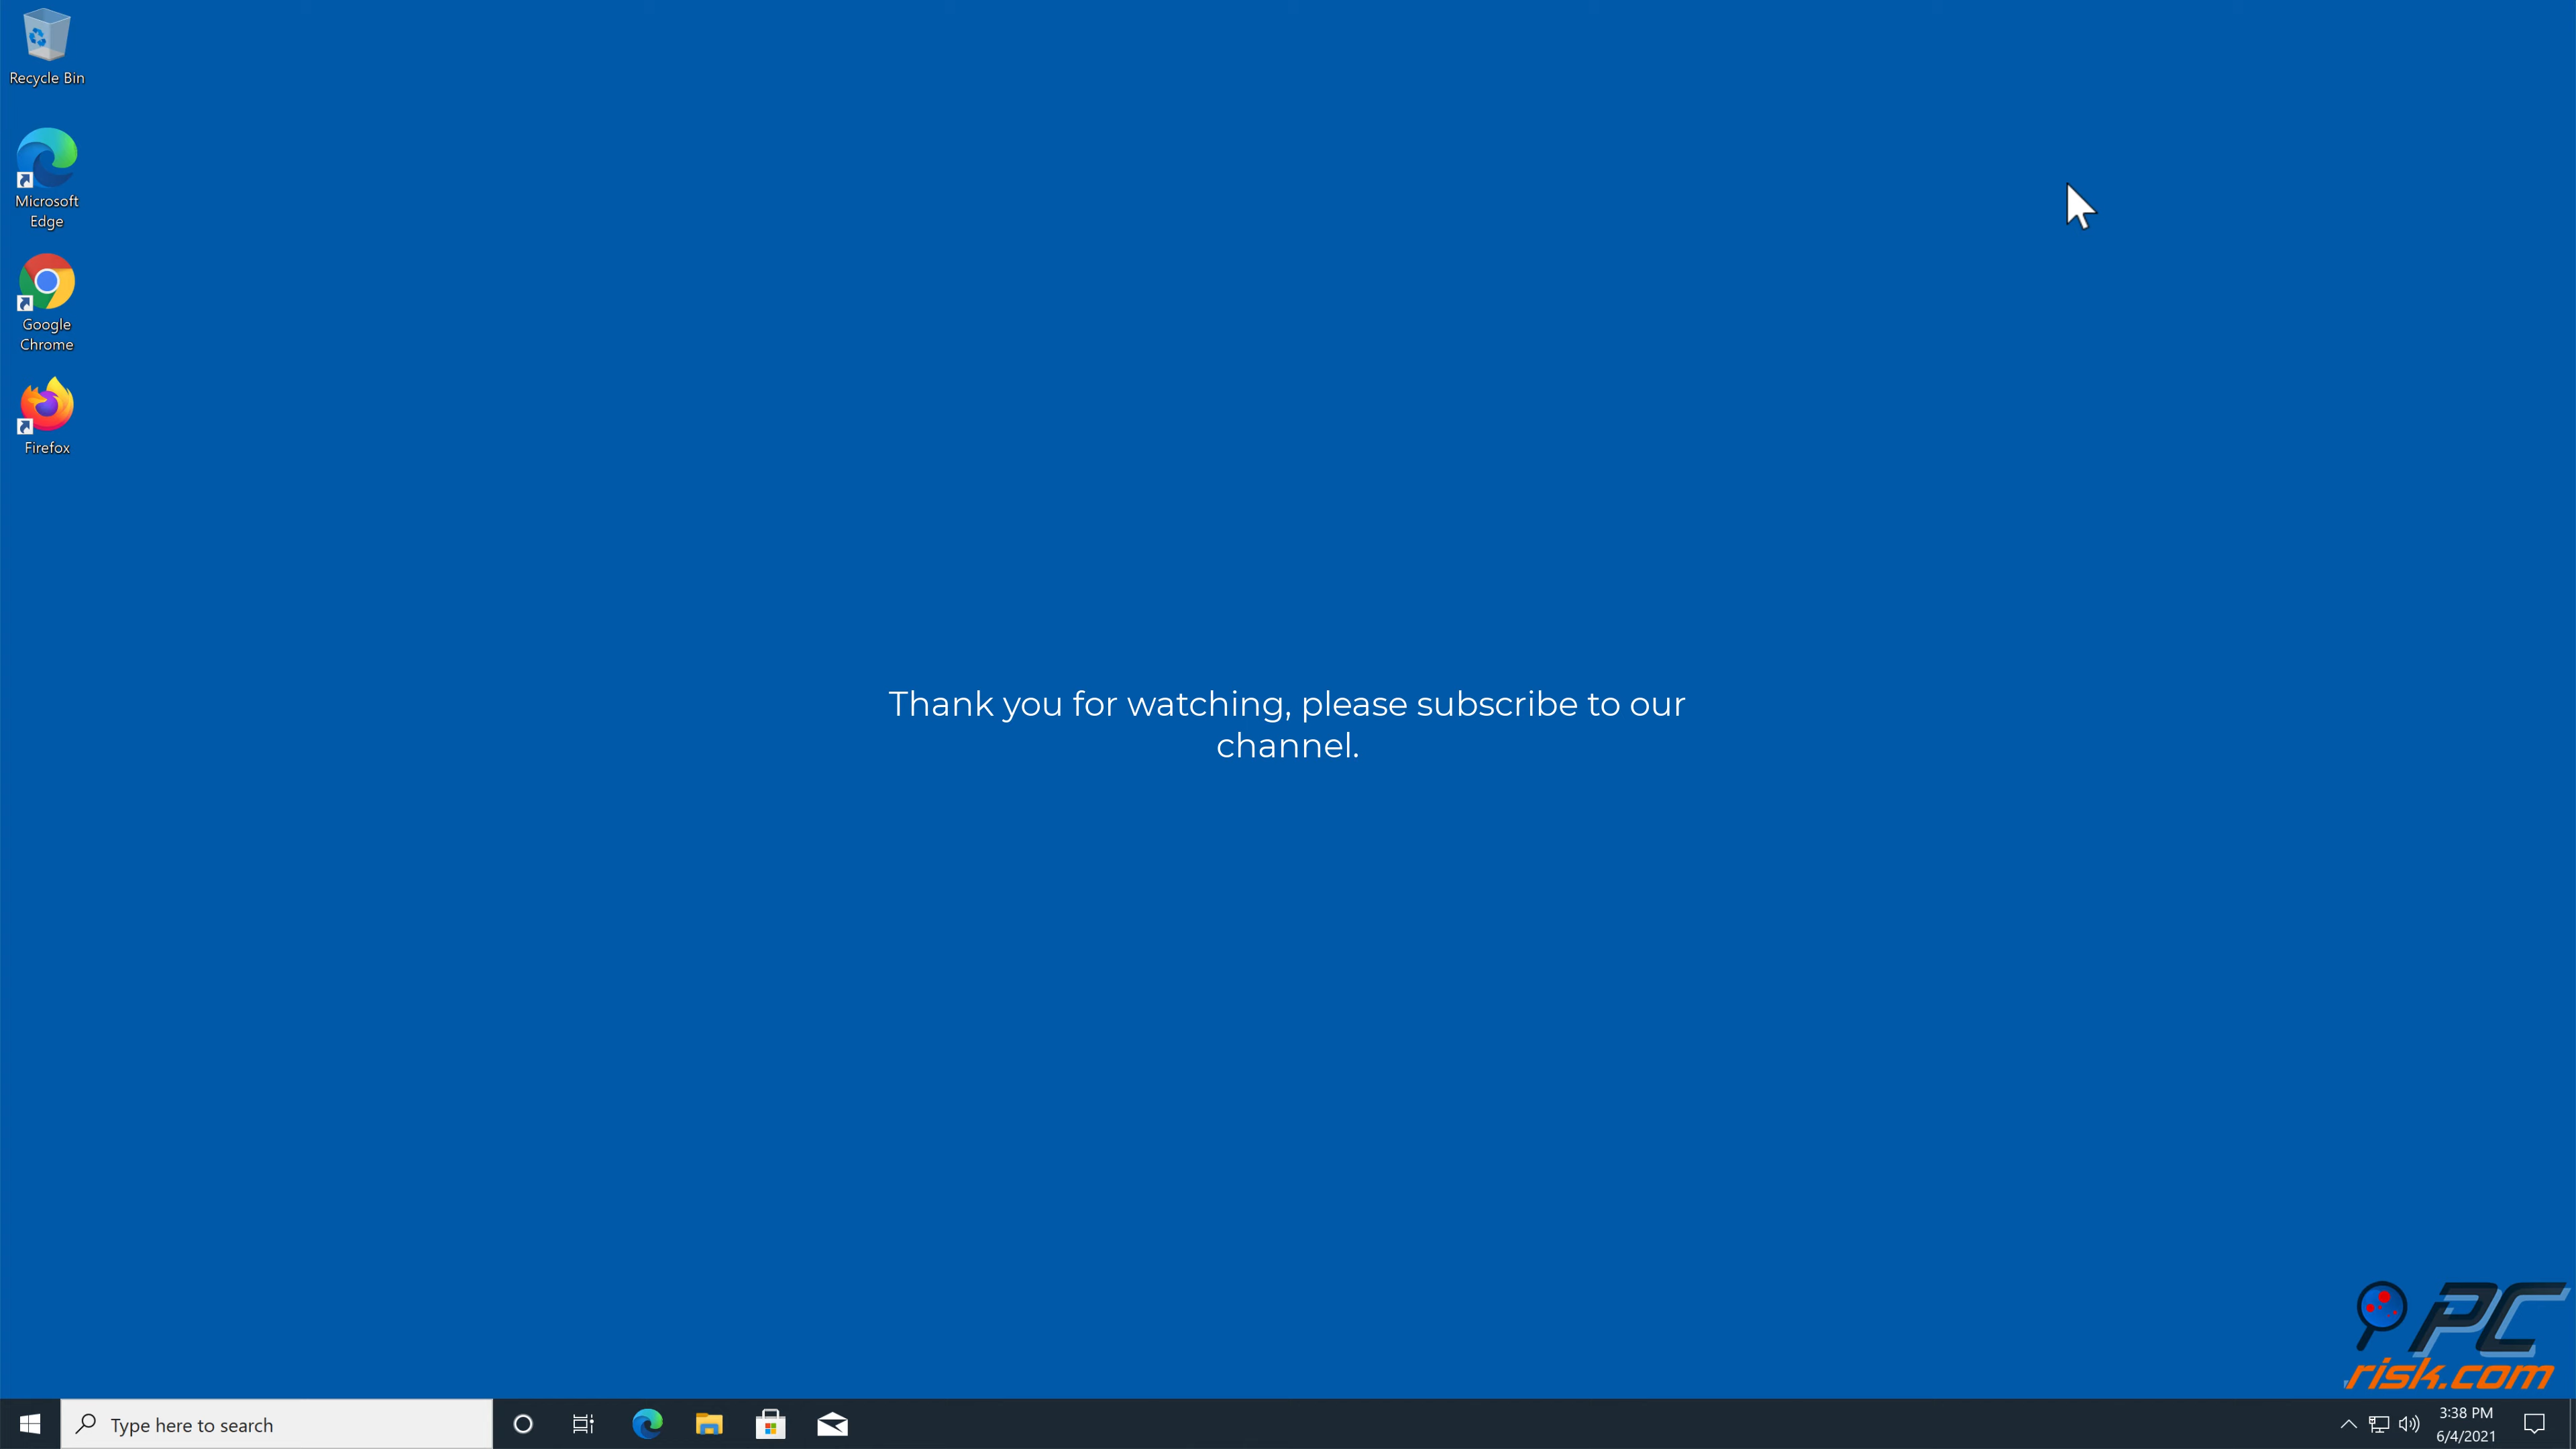 Recycle Bin
Microsoft
Edge
Google
Chrome
Firefox
Thank you for watching, please subscribe to our
channel.
PC
risk.com
Type here to search
3:38 PM
6/4/2021